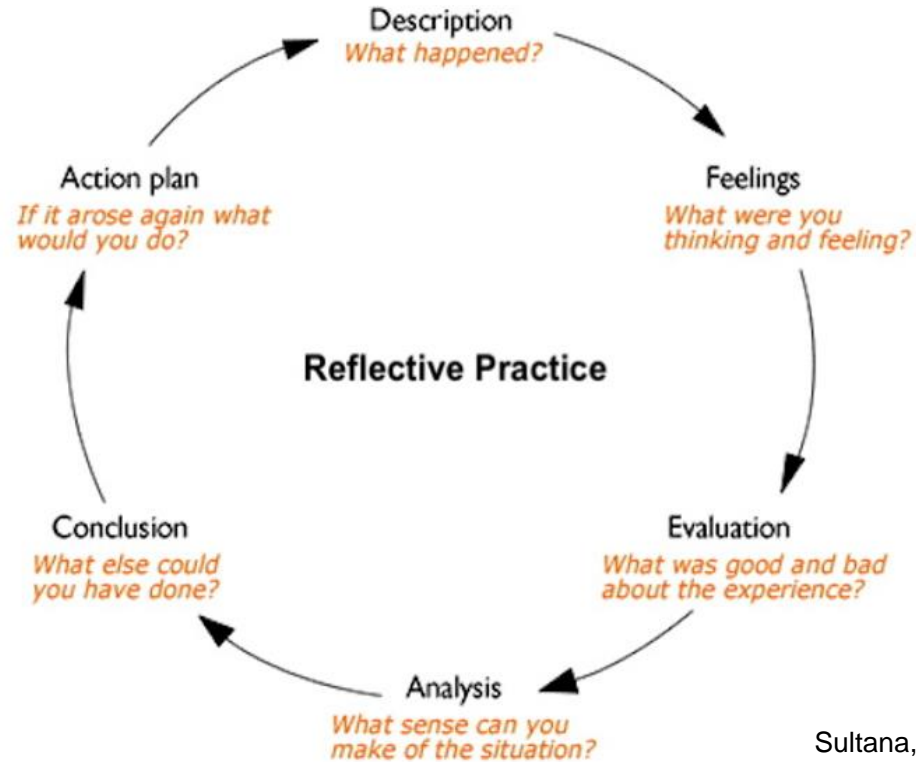 Description
What happened?
Feelings
What were you
thinking and feeling?
Evaluation
What was good and bad
about the experience?
Analysis
What sense can you
make of the situation?
Conclusion
What else could
you have done?
Action plan
If it arose again what
would you do?
Reflective Practice
Sultana,